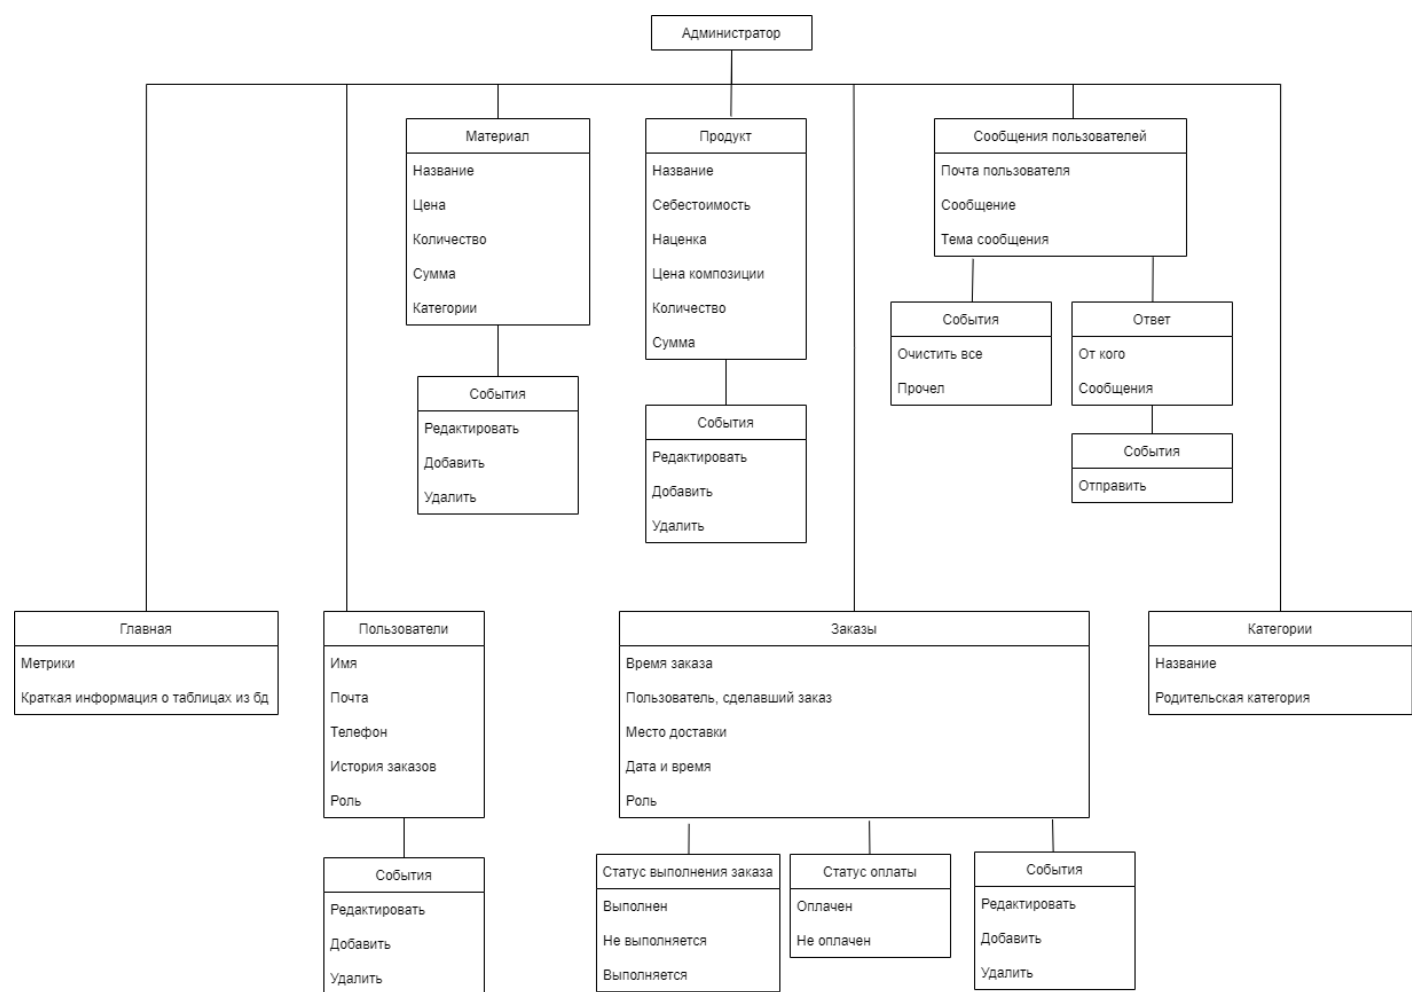 Администратор
Материал
Название
Цена
Количество
Сумма
Категории
События
Редактировать
Добавить
Удалить
Продукт
Название
Себестоимость
Наценка
Цена композиции
Количество
Сумма
События
Редактировать
Добавить
Удалить
Сообщения пользователей
Почта пользователя
Сообщение
Тема сообщения
События
Очистить все
Прочел
Ответ
От кого
Сообщения
События
Отправить
Главная
Метрики
Краткая информация о таблицах из бд
Пользователи
Имя
Почта
Телефон
История заказов
Роль
События
Редактировать
Добавить
Удалить
Заказы
Время заказа
Пользователь, сделавший заказ
Место доставки
Дата и время
Роль
Статус выполнения заказа
Выполнен
Не выполняется
Выполняется
Статус оплаты
Оплачен
Не оплачен
События
Редактировать
Добавить
Удалить
Категории
Название
Родительская категория